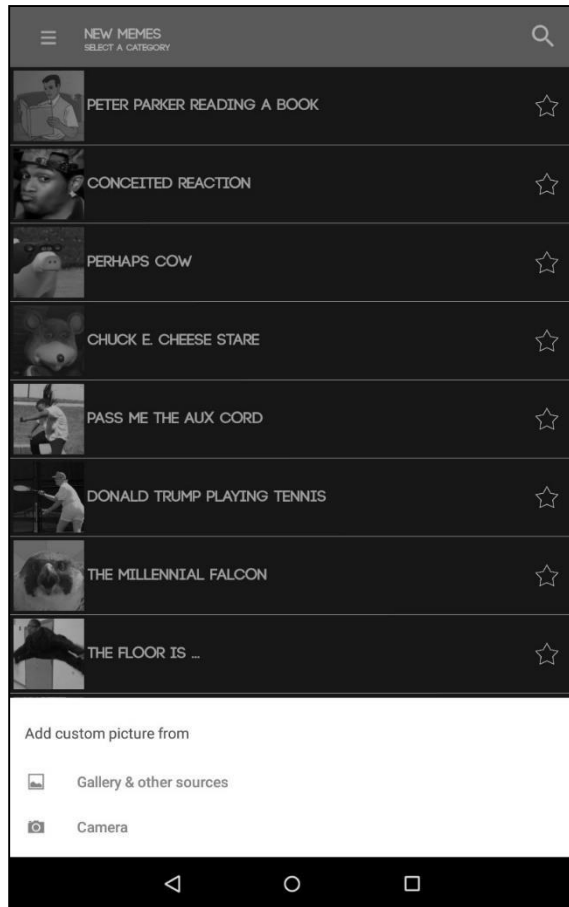 NEW MEMES
SELECT A CATEGORY
PETER PARKER READING A BOOK
CONCEITED REACTION
PERHAPS COW
CHUCK E. CHEESE STARE
PASS ME THE AUX CORD
DONALD TRUMP PLAYING TENNIS
THE MILLENNIAL FALCON
THE FLOOR IS ...
Add custom picture from
Gallery & other sources
Camera